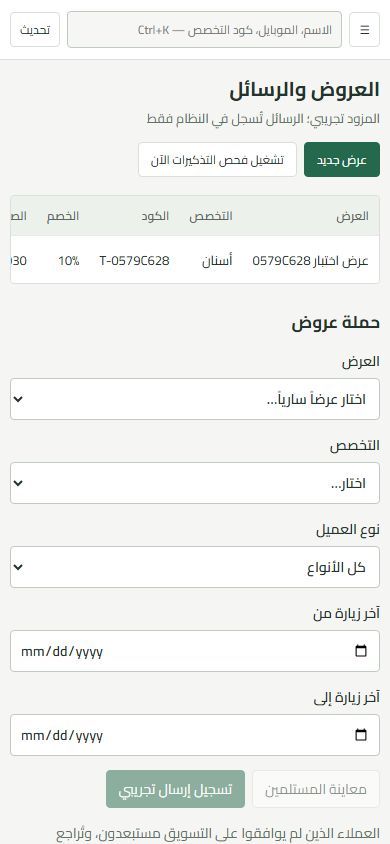 ☰
الاسم، الموبايل، كود التخصص — Ctrl+K
تحديث
العروض والرسائل
المزود تجريبي؛ الرسائل تُسجل في النظام فقط
عرض جديد
تشغيل فحص التذكيرات الآن
العرض التخصص الكود الخصم
عرض اختبار 0579C628 أسنان T-0579C628 10%
حملة عروض
العرض
اختار عرضاً سارياً...
التخصص
اختار...
نوع العميل
كل الأنواع
آخر زيارة من
mm/dd/yyyy
آخر زيارة إلى
mm/dd/yyyy
معاينة المستلمين
تسجيل إرسال تجريبي
العملاء الذين لم يوافقوا على التسويق مستبعدون، وتُراجع